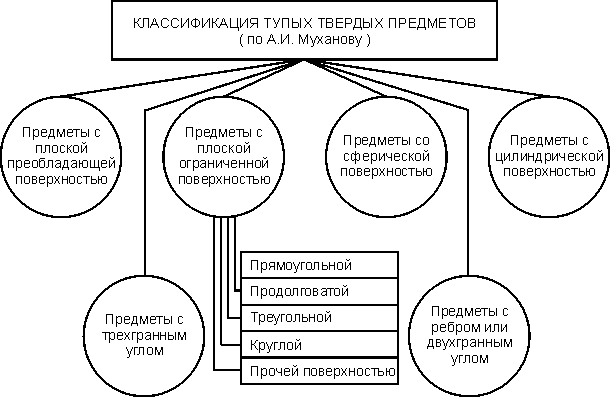 КЛАССИФИКАЦИЯ ТУПЫХ ТВЕРДЫХ ПРЕДМЕТОВ
( по А.И. Муханову )
Предметы с
плоской
преобладающей
поверхностью
Предметы с
плоской
ограниченной
поверхностью
Предметы со
сферической
поверхностью
Предметы с
цилиндрической
поверхностью
Прямоугольной
Продолговатой
Треугольной
Круглой
Прочей поверхностью
Предметы с
трехгранным
углом
Предметы с
ребром или
двухгранным
углом